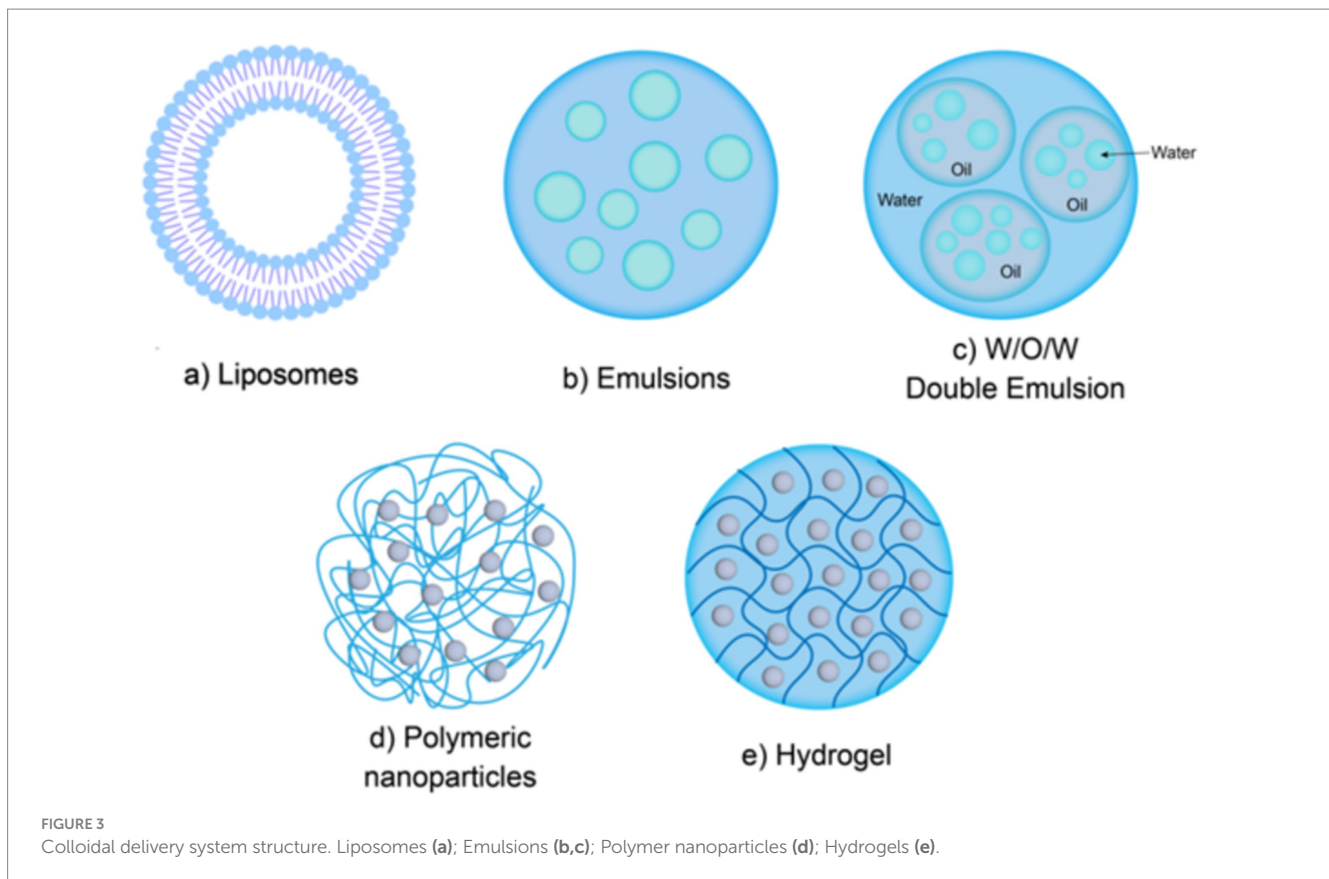 Oil
Water
Oil
Water
Oil
a) Liposomes
b) Emulsions
c) W/O/W
Double Emulsion
d) Polymeric
nanoparticles
e) Hydrogel
FIGURE 3
Colloidal delivery system structure. Liposomes (a); Emulsions (b,c); Polymer nanoparticles (d); Hydrogels (e).